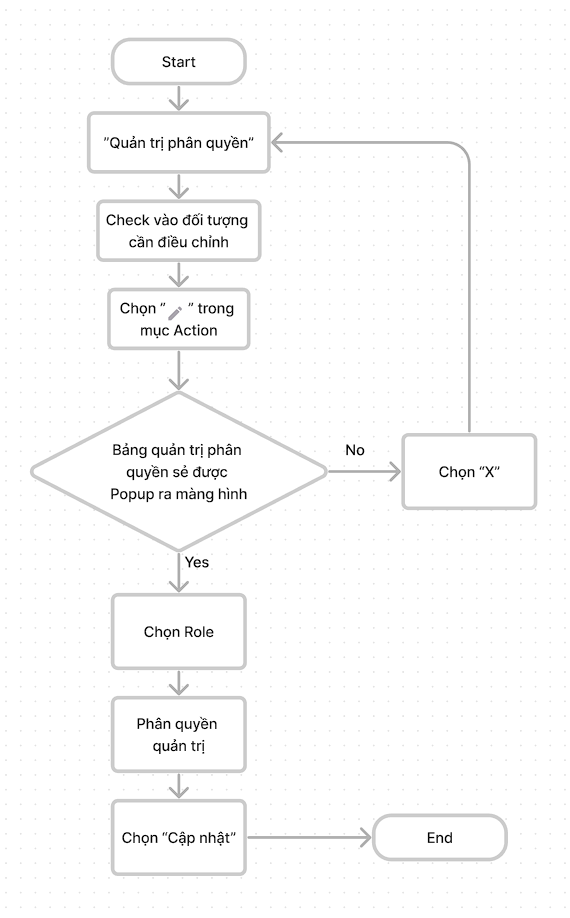 Start
"Quản trị phân quyền"
Check vào đối tượng
cần điều chỉnh
Chọn " " trong
mục Action
Bảng quản trị phân
quyền sẻ được
Popup ra màng hình
No
Chọn "X"
Yes
Chọn Role
Phân quyền
quản trị
Chọn "Cập nhật"
End